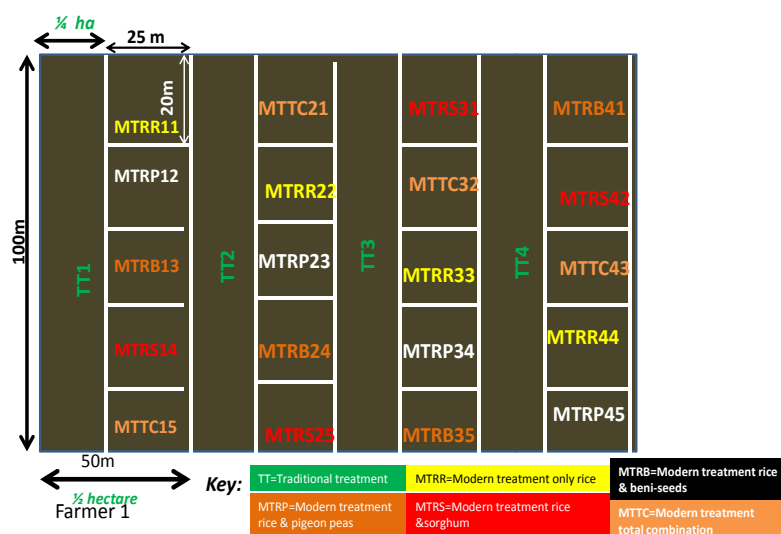 ¼ ha
25 m
20m
100m
TT1
MTRR11
MTRP12
MTRB13
MTRS14
MTTC15
TT2
MTTC21
MTRR22
MTRP23
MTRB24
MTRS25
TT3
MTRS31
MTTC32
MTRR33
MTRP34
MTRB35
TT4
MTRB41
MTRS42
MTTC43
MTRR44
MTRP45
50m
½ hectare
Farmer 1
Key:
TT=Traditional treatment
MTRR=Modern treatment only rice
MTRB=Modern treatment rice
& beni-seeds
MTRP=Modern treatment
rice & pigeon peas
MTRS=Modern treatment rice
&sorghum
MTTC=Modern treatment
total combination